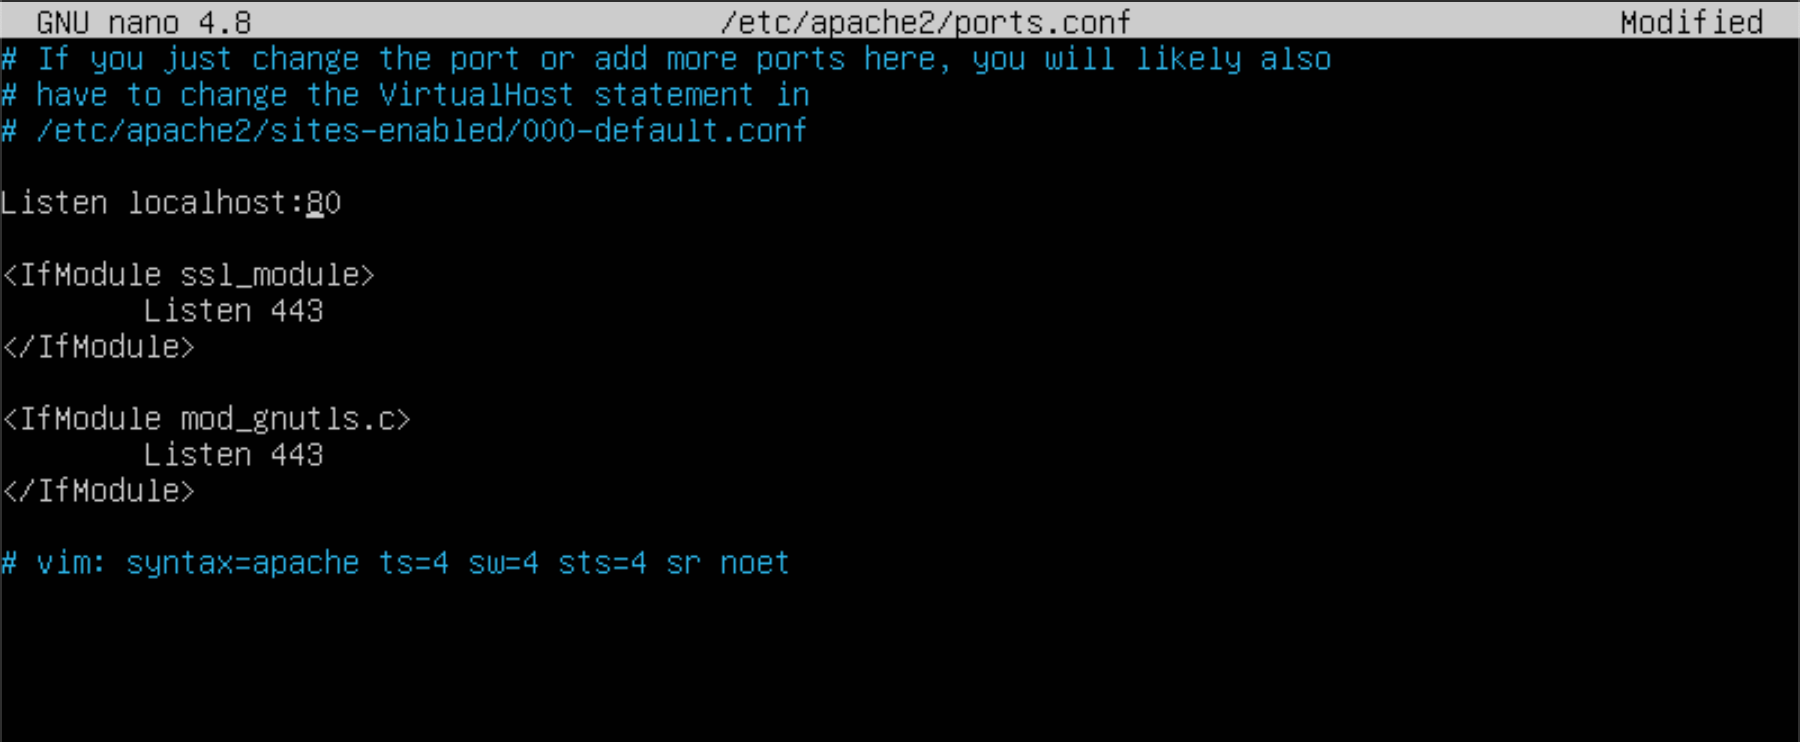 GNU nano 4.8 /etc/apache2/ports.conf Modified
# If you just change the port or add more ports here, you will likely also
# have to change the VirtualHost statement in
# /etc/apache2/sites-enabled/000-default.conf
Listen localhost:80
<IfModule ssl_module>
Listen 443
</IfModule>
<IfModule mod_gnutls.c>
Listen 443
</IfModule>
# vim: syntax=apache ts=4 sw=4 sts=4 sr noet